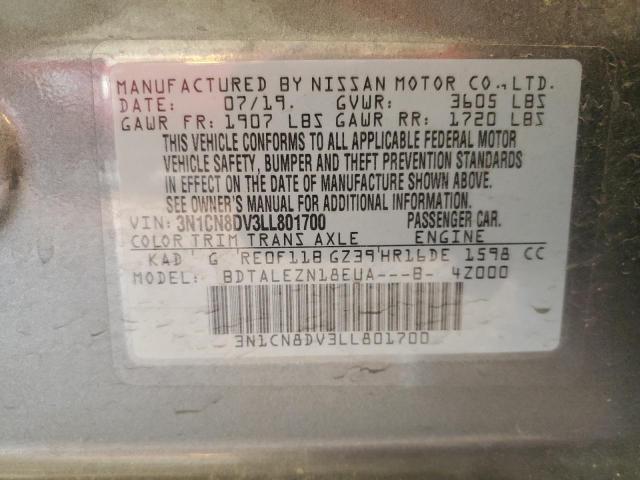 MANUFACTURED BY NISSAN MOTOR CO., LTD.
DATE: 07/19. GVWR: 3605 LBS
GAWR FR: 1907 LBS GAWR RR: 1720 LBS
THIS VEHICLE CONFORMS TO ALL APPLICABLE FEDERAL MOTOR
VEHICLE SAFETY, BUMPER AND THEFT PREVENTION STANDARDS
IN EFFECT ON THE DATE OF MANUFACTURE SHOWN ABOVE.
SEE OWNER'S MANUAL FOR ADDITIONAL INFORMATION.
VIN: 3N1CN8DV3LL801700 PASSENGER CAR.
COLOR TRIM TRANS AXLE ENGINE
KAD G RE0F11B GZ39 HR16DE 1598 CC
MODEL: BDTALEZN18EUA---B- 4Z000
3N1CN8DV3LL801700